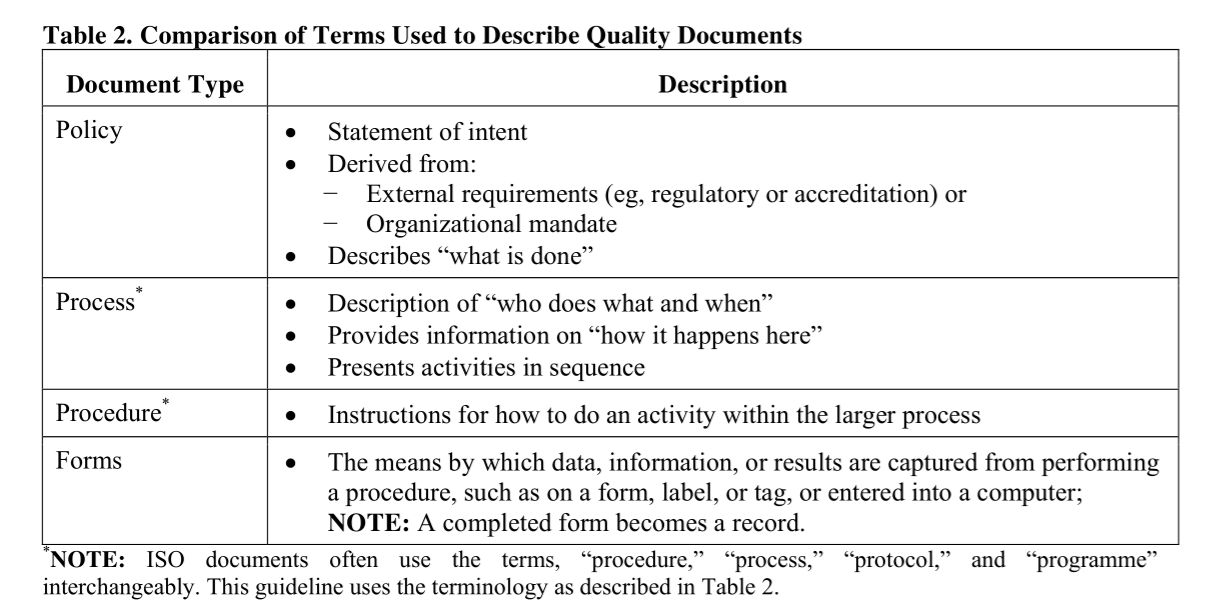 Table 2. Comparison of Terms Used to Describe Quality Documents
Document Type Description
Policy
• Statement of intent
• Derived from:
− External requirements (eg, regulatory or accreditation) or
− Organizational mandate
• Describes “what is done”
Process*
• Description of “who does what and when”
• Provides information on “how it happens here”
• Presents activities in sequence
Procedure*
• Instructions for how to do an activity within the larger process
Forms
• The means by which data, information, or results are captured from performing
a procedure, such as on a form, label, or tag, or entered into a computer;
NOTE: A completed form becomes a record.
*NOTE: ISO documents often use the terms, “procedure,” “process,” “protocol,” and “programme”
interchangeably. This guideline uses the terminology as described in Table 2.